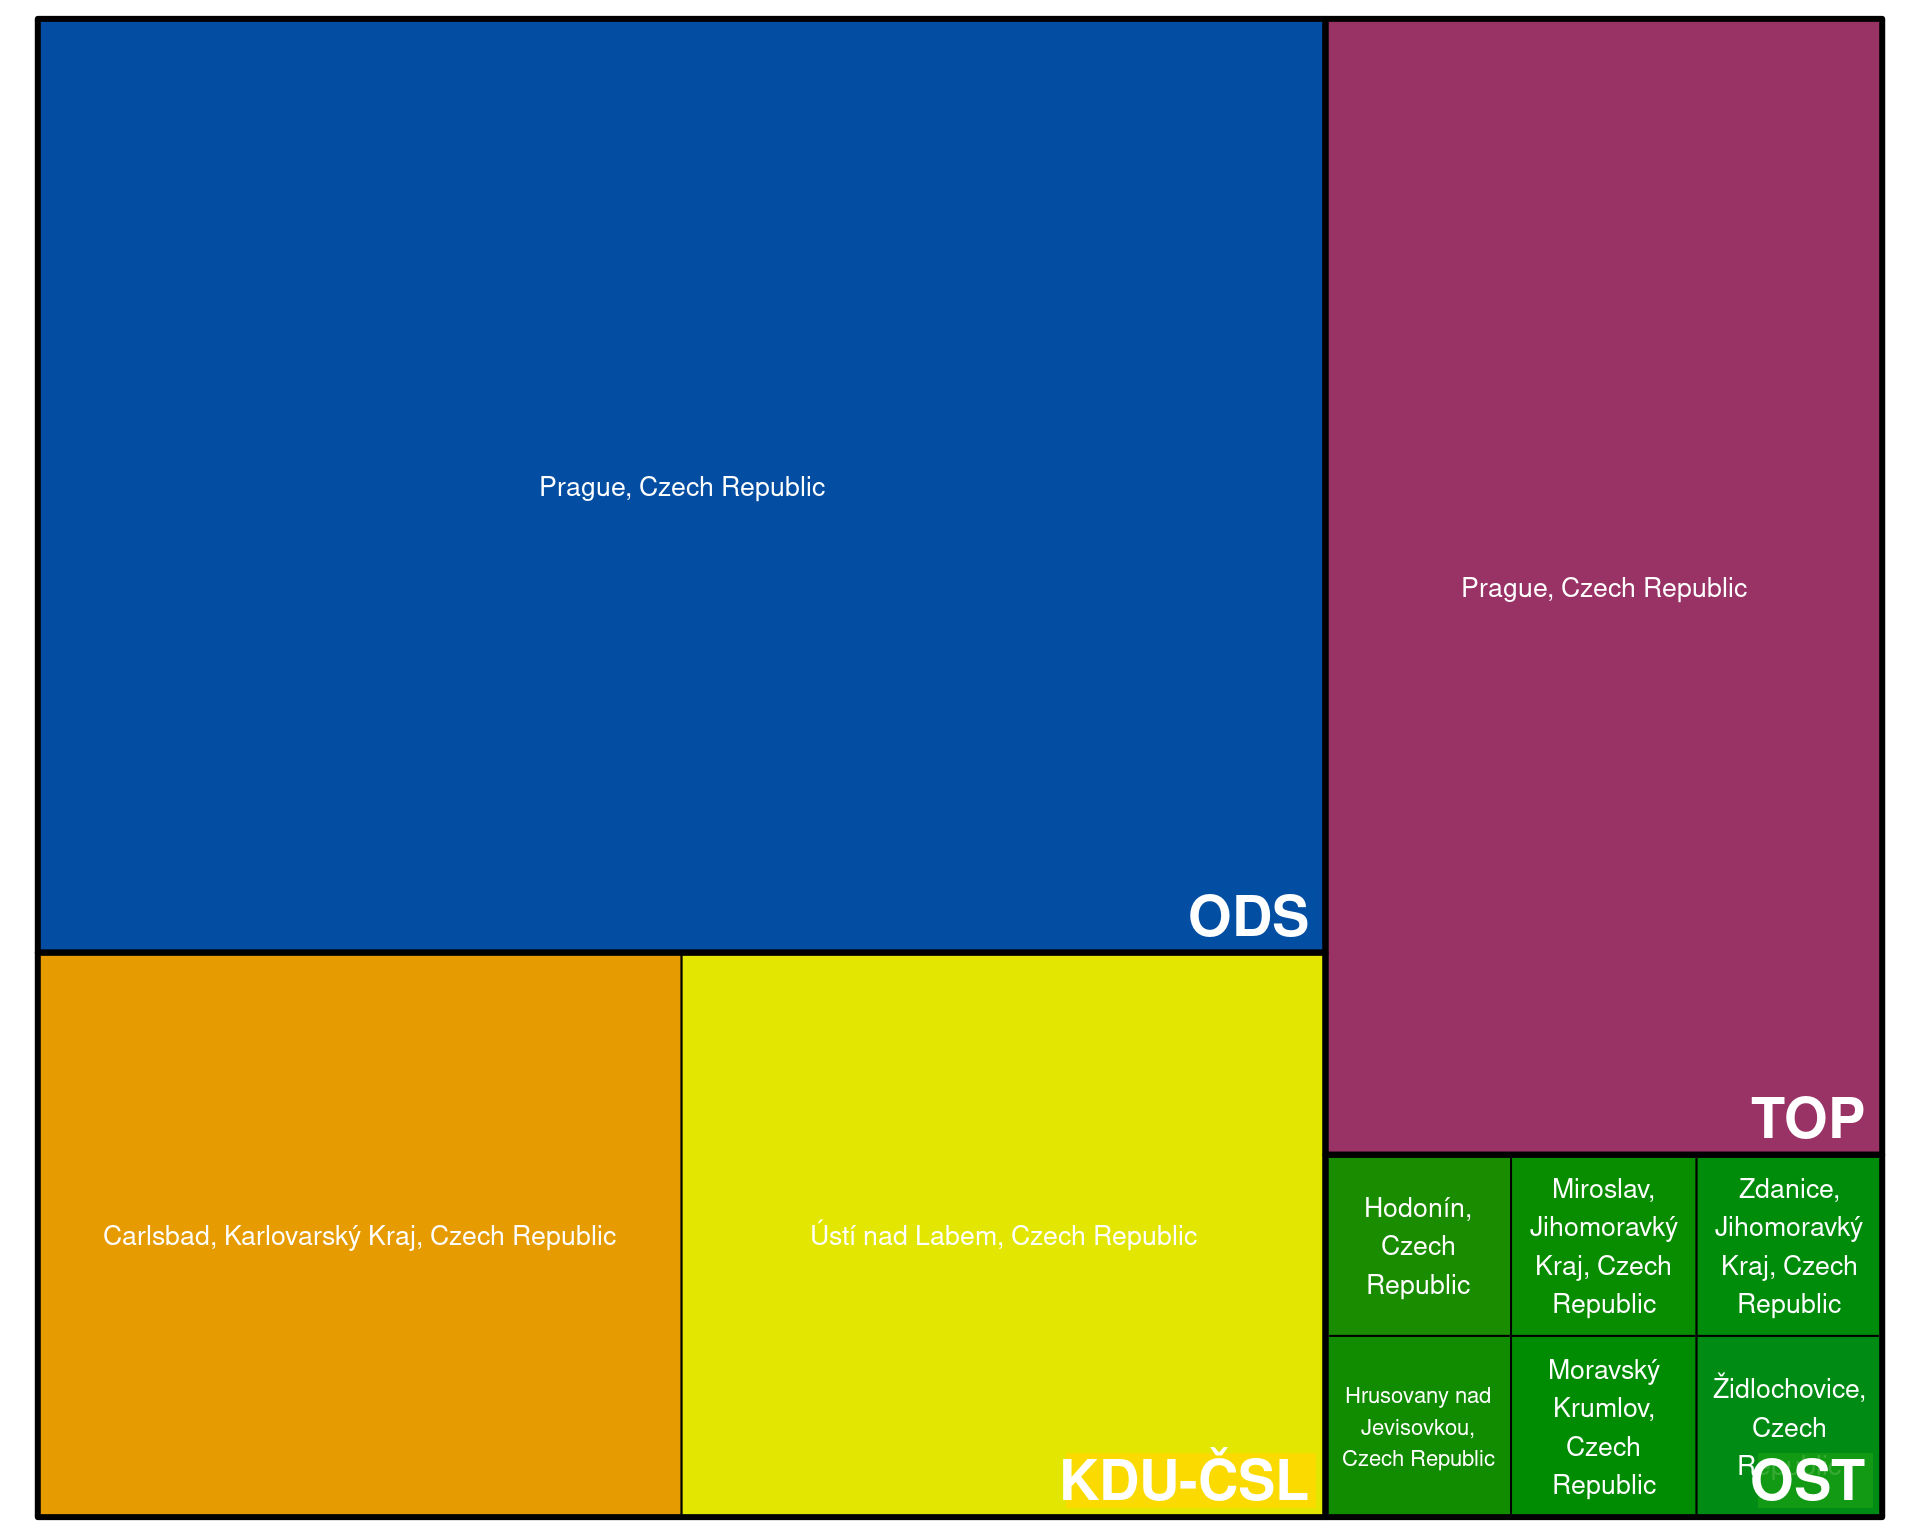 Prague, Czech Republic
ODS
Prague, Czech Republic
TOP
Carlsbad, Karlovarský Kraj, Czech Republic
Ústí nad Labem, Czech Republic
KDU-ČSL
Hodonín,
Czech
Republic
Miroslav,
Jihomoravký
Kraj, Czech
Republic
Zdanice,
Jihomoravký
Kraj, Czech
Republic
Hrusovany nad
Jevisovkou,
Czech Republic
Moravský
Krumlov,
Czech
Republic
Židlochovice,
Czech
Republic
OST